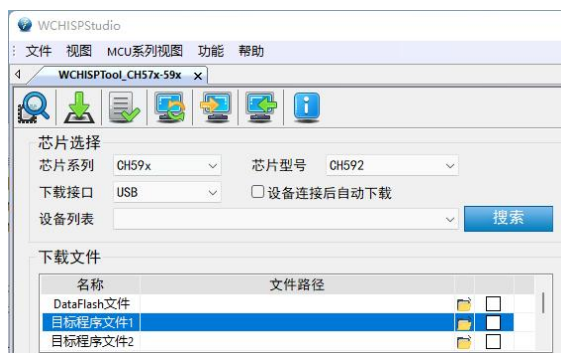 WCHISPStudio
文件 视图 MCU系列视图 功能 帮助
WCHISPTool_CH57x-59x x
芯片选择
芯片系列 CH59x 芯片型号 CH592
下载接口 USB 设备连接后自动下载
设备列表 搜索
下载文件
名称 文件路径
DataFlash文件
目标程序文件1
目标程序文件2